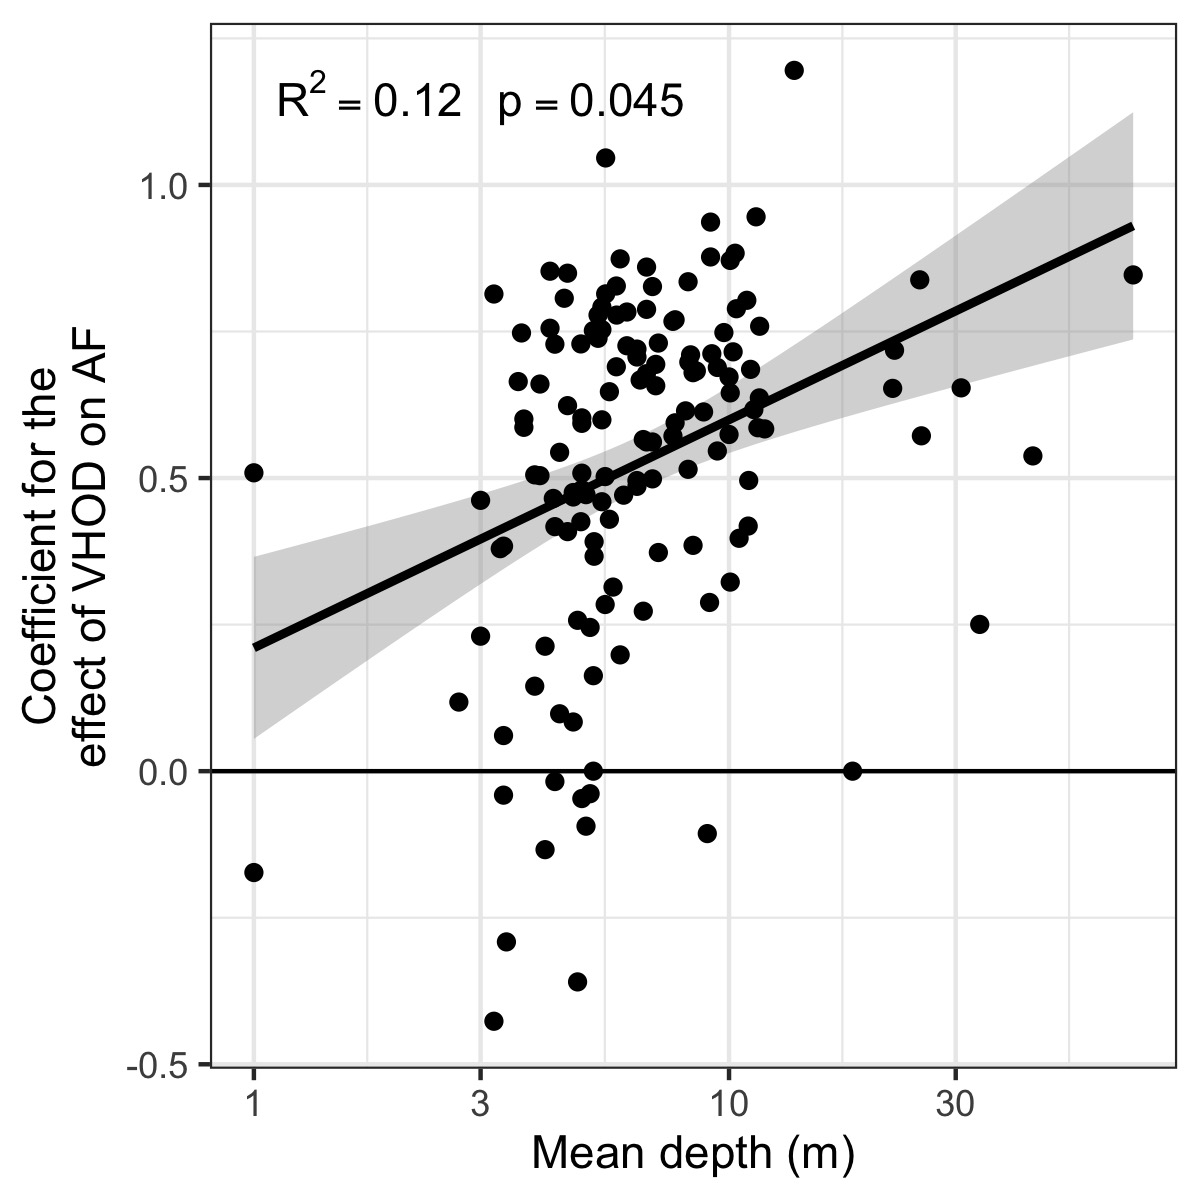 R² = 0.12 p = 0.045
1.0
0.5
0.0
-0.5
Coefficient for the
effect of VHOD on AF
1 3 10 30
Mean depth (m)